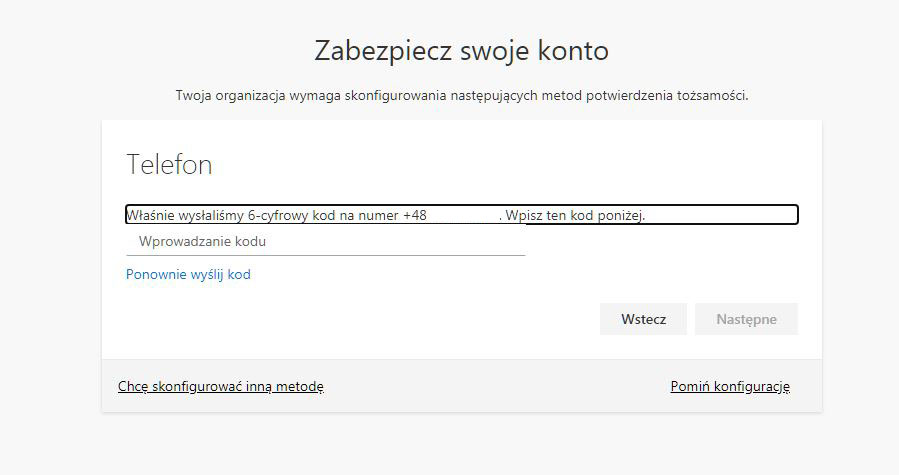 Zabezpiecz swoje konto
Twoja organizacja wymaga skonfigurowania następujących metod potwierdzenia tożsamości.
Telefon
Właśnie wysłaliśmy 6-cyfrowy kod na numer +48 . Wpisz ten kod poniżej.
Wprowadzanie kodu
Ponownie wyślij kod
Wstecz Następne
Chcę skonfigurować inną metodę Pomiń konfigurację